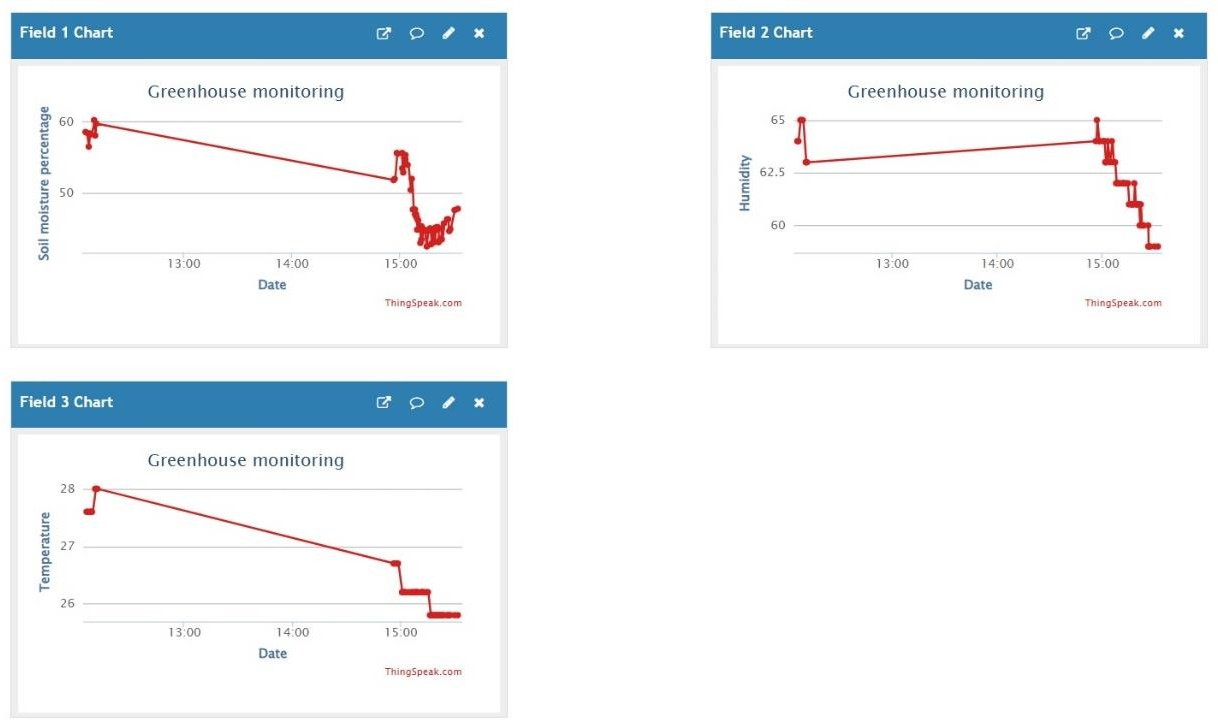 Field 1 Chart
Greenhouse monitoring
Soil moisture percentage
60
50
13:00 14:00 15:00
Date
ThingSpeak.com
Field 2 Chart
Greenhouse monitoring
Humidity
65
62.5
60
13:00 14:00 15:00
Date
ThingSpeak.com
Field 3 Chart
Greenhouse monitoring
Temperature
28
27
26
13:00 14:00 15:00
Date
ThingSpeak.com